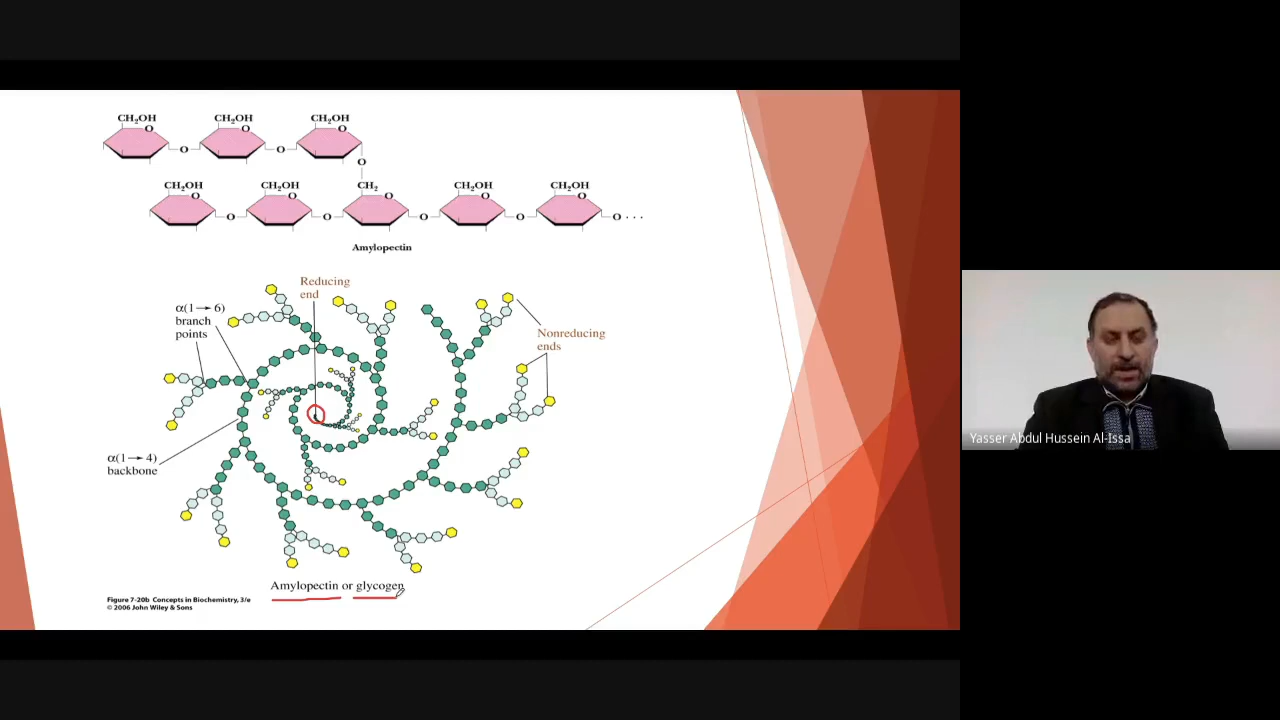 CH₂OH CH₂OH CH₂OH
O O O
O O O
CH₂OH CH₂OH CH₂ CH₂OH CH₂OH
O O O O O
O O O O O ...
Amylopectin
Reducing
end
α(1 → 6)
branch
points
Nonreducing
ends
α(1 → 4)
backbone
Amylopectin or glycogen
Figure 7-20b Concepts in Biochemistry, 3/e
© 2006 John Wiley & Sons
Yasser Abdul Hussein Al-Issa